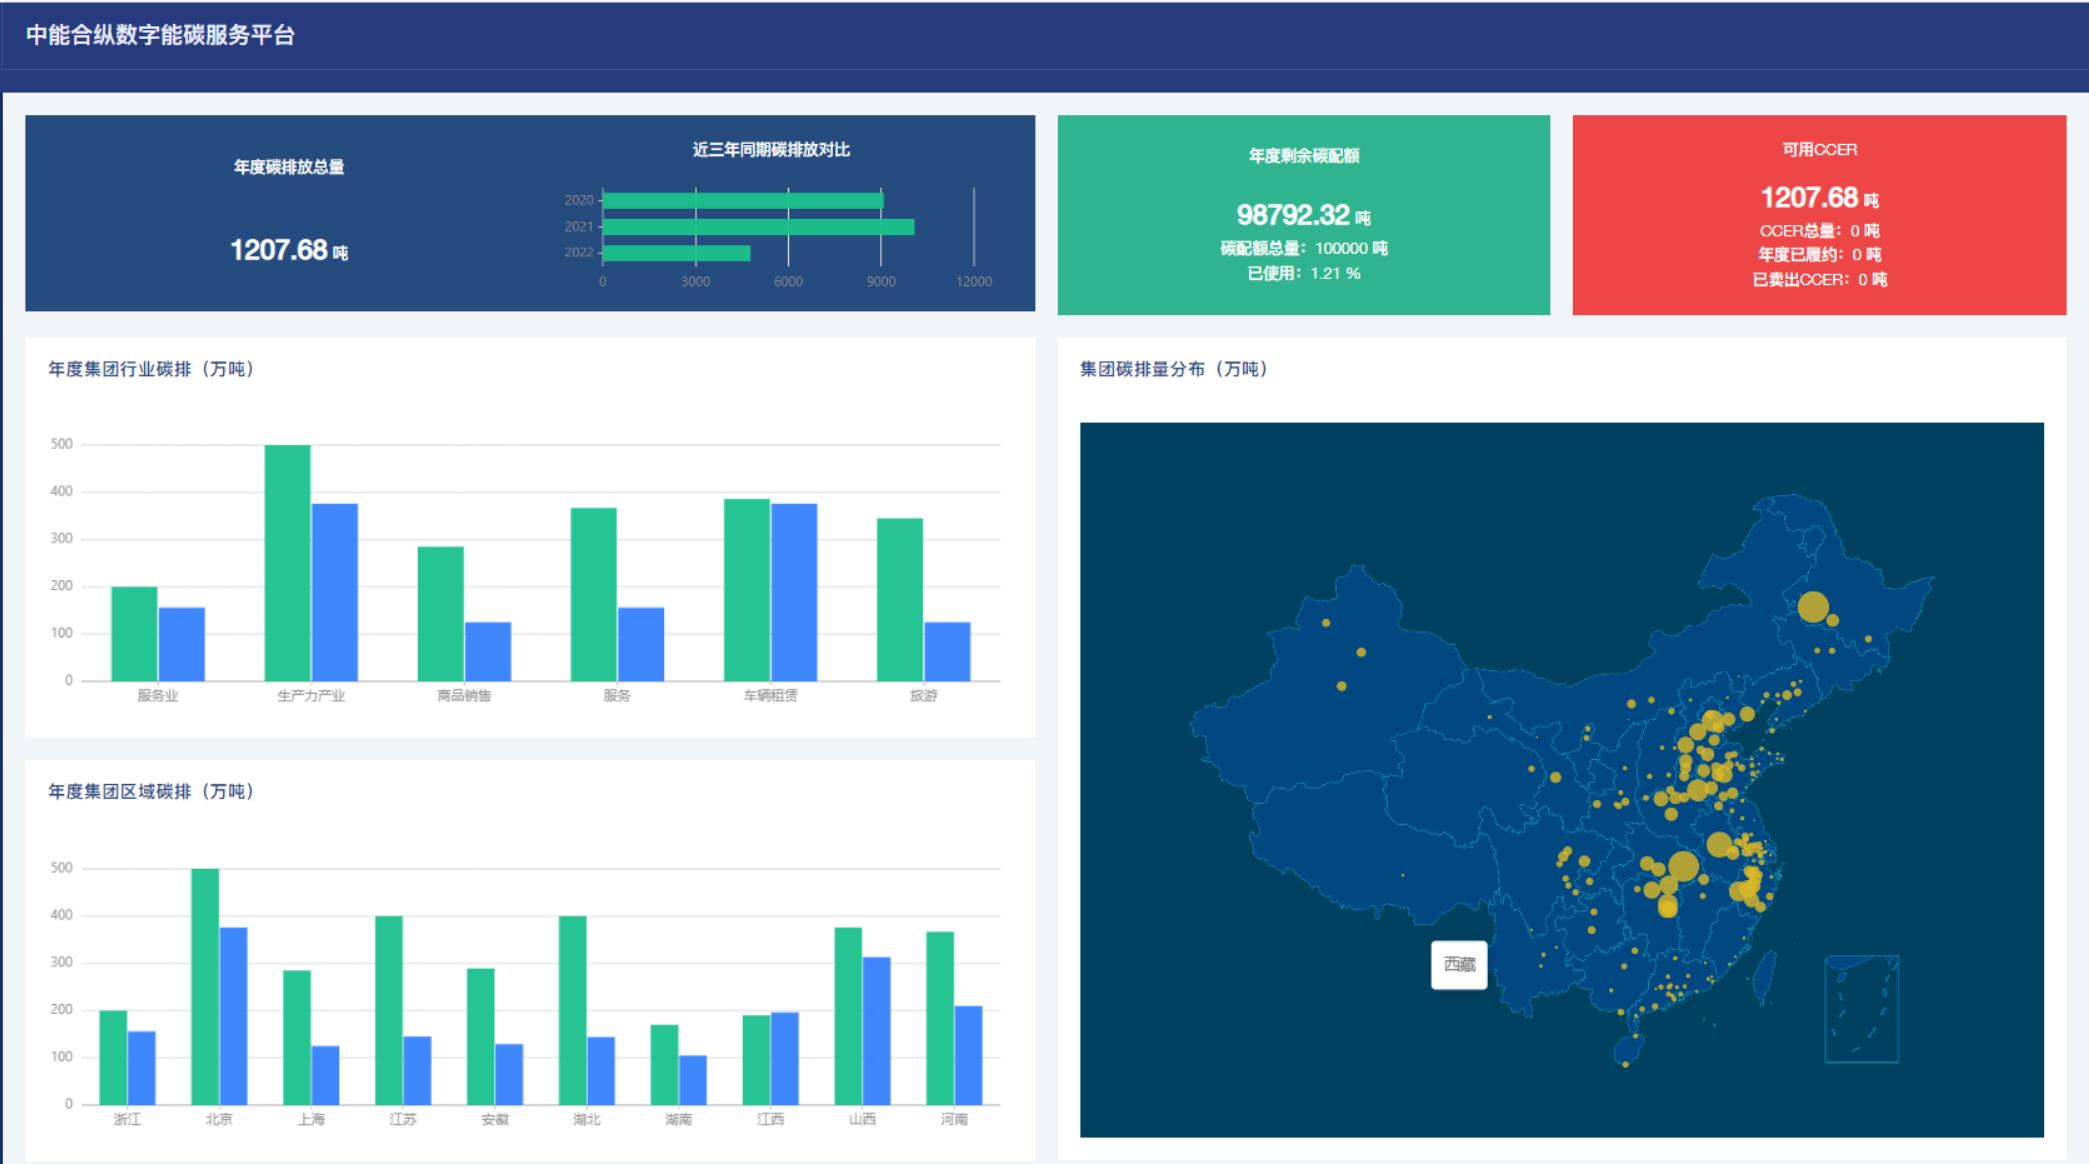 中能合纵数字能碳服务平台
年度碳排放总量
1207.68 吨
近三年同期碳排放对比
2020
2021
2022
0 3000 6000 9000 12000
年度剩余碳配额
98792.32 吨
碳配额总量：100000 吨
已使用：1.21 %
可用CCER
1207.68 吨
CCER总量：0 吨
年度已履约：0 吨
已卖出CCER：0 吨
年度集团行业碳排（万吨）
500
400
300
200
100
0
服务业 生产力产业 商品销售 服务 车辆租赁 旅游
集团碳排量分布（万吨）
西藏
年度集团区域碳排（万吨）
500
400
300
200
100
0
浙江 北京 上海 江苏 安徽 湖北 湖南 江西 山西 河南